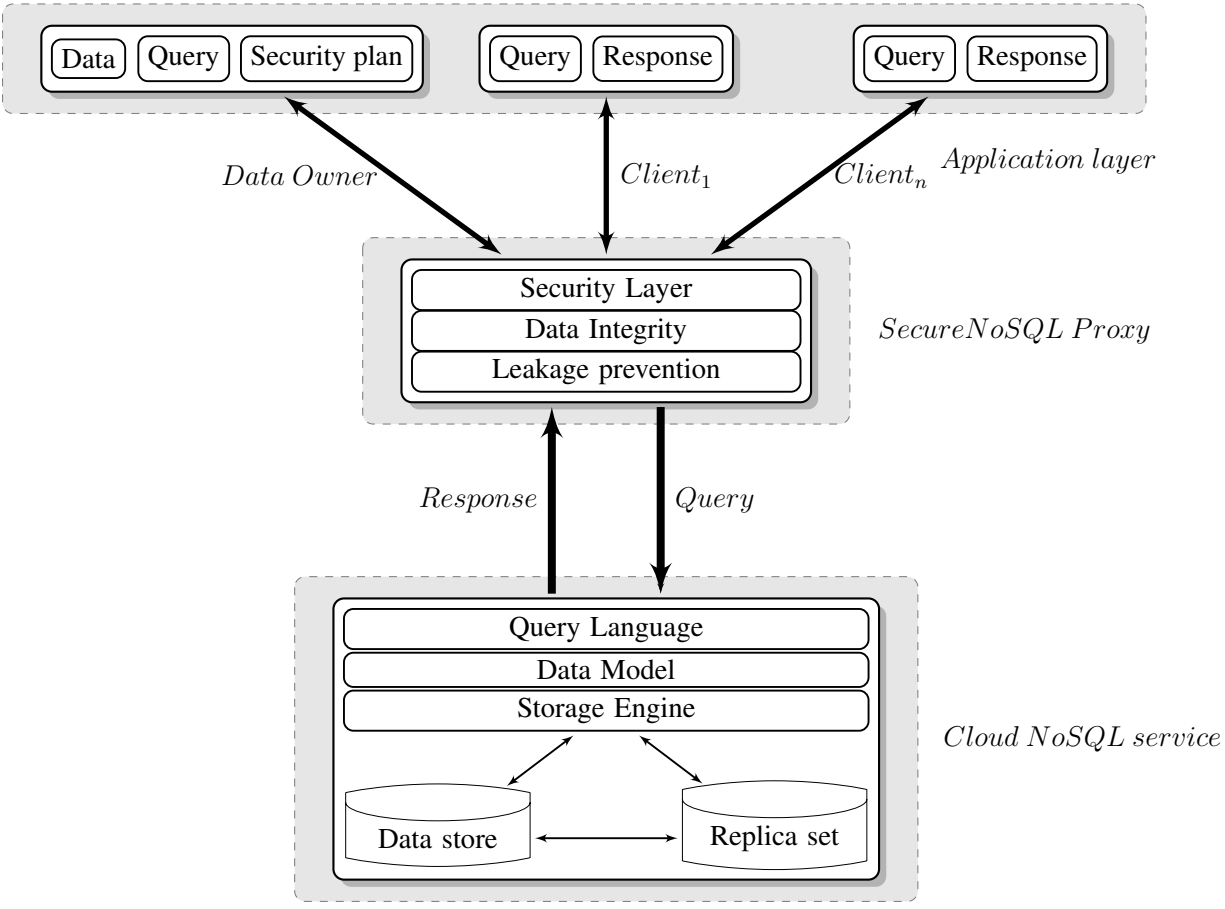 Data Query Security plan Query Response Query Response
Data Owner Client₁ Clientₙ Application layer
Security Layer
Data Integrity
Leakage prevention
SecureNoSQL Proxy
Response Query
Query Language
Data Model
Storage Engine
Cloud NoSQL service
Data store Replica set